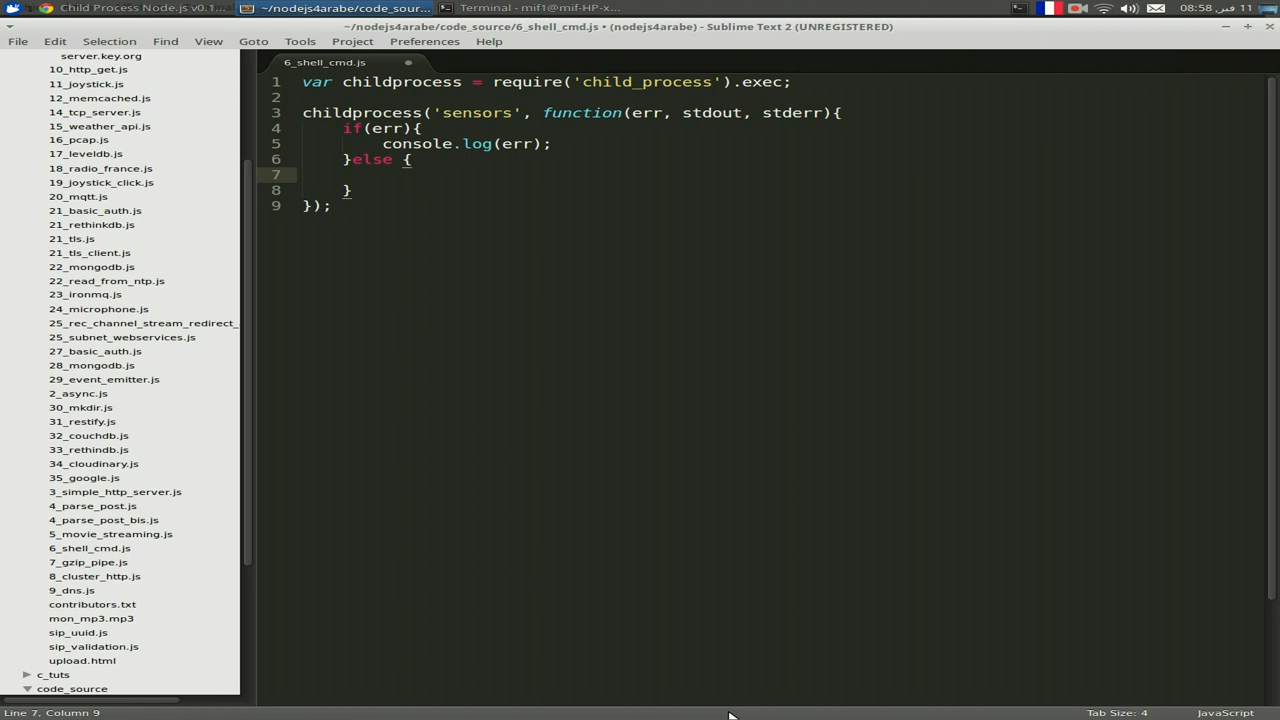 Child Process Node.js v0.1...
~/nodejs4arabe/code_sour...
Terminal - mif1@mif-HP-x...
11 فبر, 08:58
~/nodejs4arabe/code_source/6_shell_cmd.js • (nodejs4arabe) - Sublime Text 2 (UNREGISTERED)
File Edit Selection Find View Goto Tools Project Preferences Help
server.key.org
10_http_get.js
11_joystick.js
12_memcached.js
14_tcp_server.js
15_weather_api.js
16_pcap.js
17_leveldb.js
18_radio_france.js
19_joystick_click.js
20_mqtt.js
21_basic_auth.js
21_rethinkdb.js
21_tls.js
21_tls_client.js
22_mongodb.js
22_read_from_ntp.js
23_ironmq.js
24_microphone.js
25_rec_channel_stream_redirect_
25_subnet_webservices.js
27_basic_auth.js
28_mongodb.js
29_event_emitter.js
2_async.js
30_mkdir.js
31_restify.js
32_couchdb.js
33_rethindb.js
34_cloudinary.js
35_google.js
3_simple_http_server.js
4_parse_post.js
4_parse_post_bis.js
5_movie_streaming.js
6_shell_cmd.js
7_gzip_pipe.js
8_cluster_http.js
9_dns.js
contributors.txt
mon_mp3.mp3
sip_uuid.js
sip_validation.js
upload.html
c_tuts
code_source
6_shell_cmd.js
1 var childprocess = require('child_process').exec;
2
3 childprocess('sensors', function(err, stdout, stderr){
4 if(err){
5 console.log(err);
6 }else {
7
8 }
9 });
Line 7, Column 9
Tab Size: 4
JavaScript